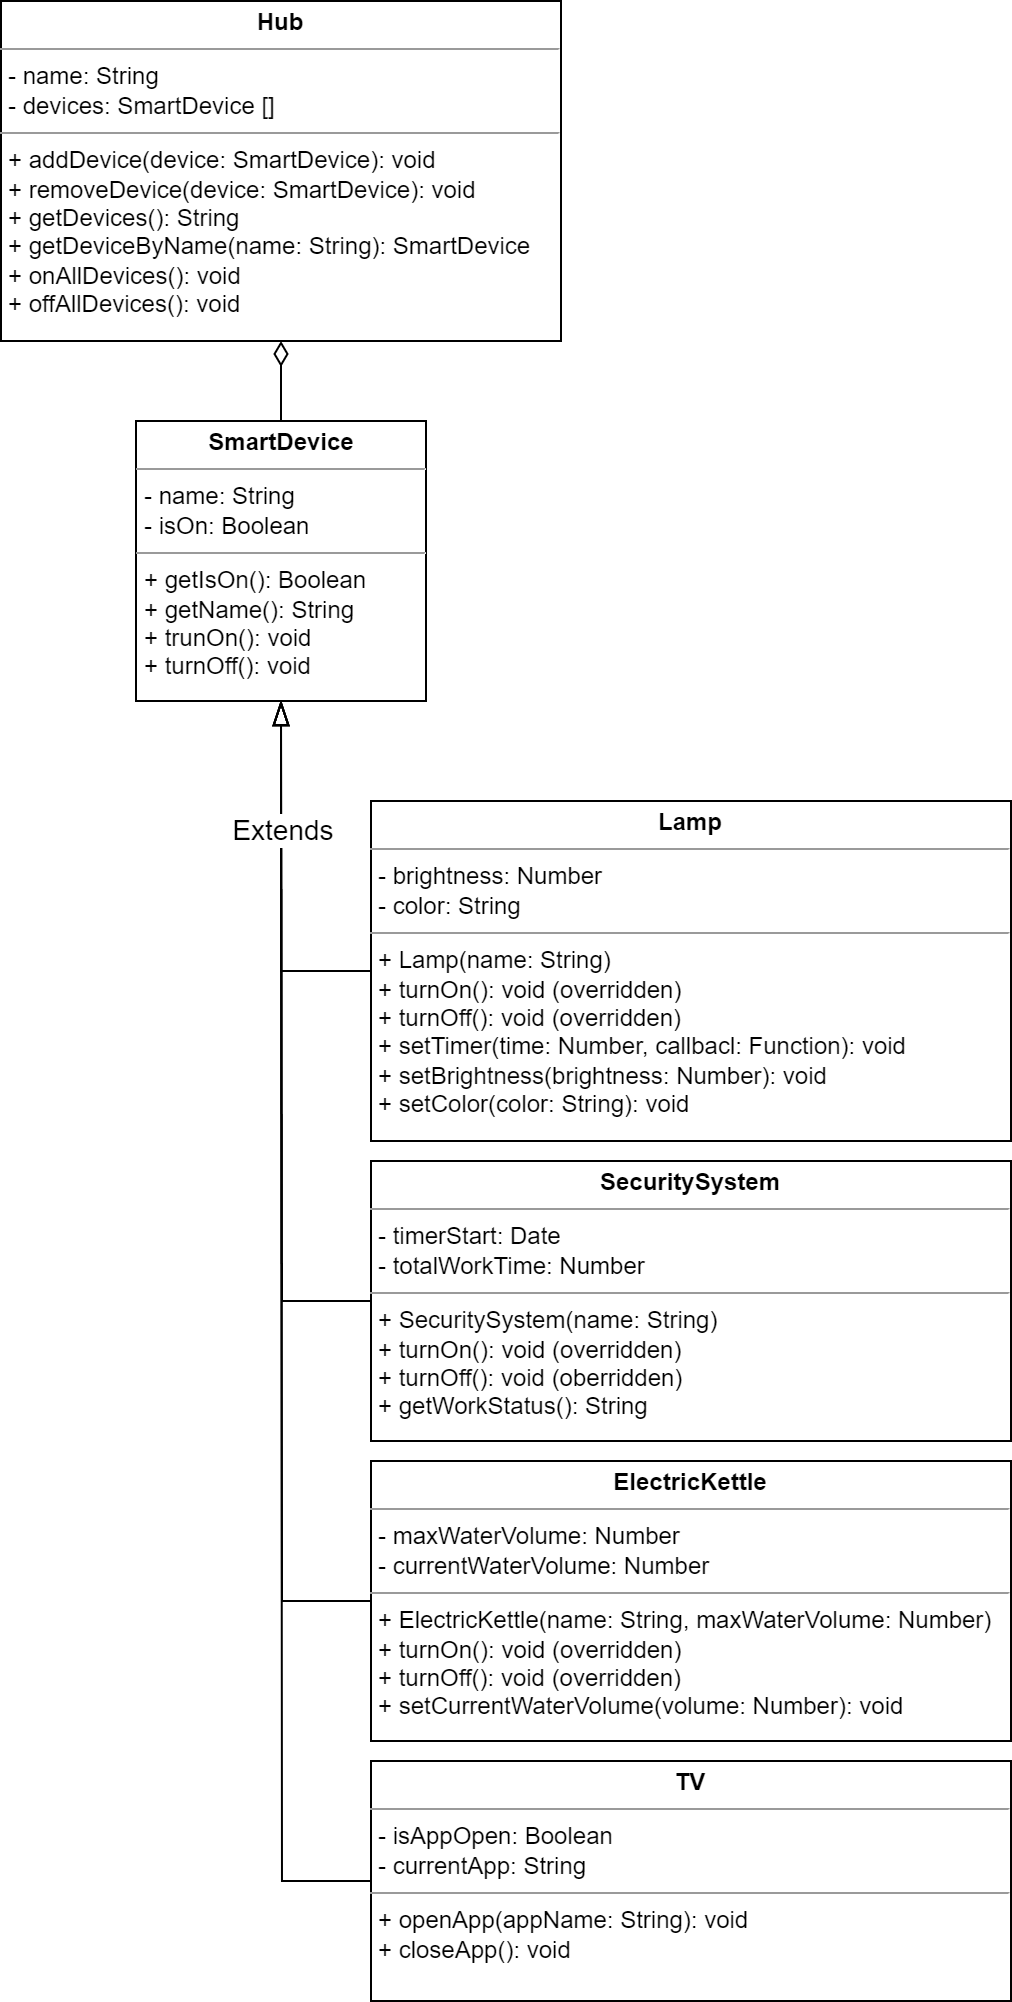 Hub
- name: String
- devices: SmartDevice []
+ addDevice(device: SmartDevice): void
+ removeDevice(device: SmartDevice): void
+ getDevices(): String
+ getDeviceByName(name: String): SmartDevice
+ onAllDevices(): void
+ offAllDevices(): void
SmartDevice
- name: String
- isOn: Boolean
+ getIsOn(): Boolean
+ getName(): String
+ trunOn(): void
+ turnOff(): void
Extends
Lamp
- brightness: Number
- color: String
+ Lamp(name: String)
+ turnOn(): void (overridden)
+ turnOff(): void (overridden)
+ setTimer(time: Number, callbacl: Function): void
+ setBrightness(brightness: Number): void
+ setColor(color: String): void
SecuritySystem
- timerStart: Date
- totalWorkTime: Number
+ SecuritySystem(name: String)
+ turnOn(): void (overridden)
+ turnOff(): void (oberridden)
+ getWorkStatus(): String
ElectricKettle
- maxWaterVolume: Number
- currentWaterVolume: Number
+ ElectricKettle(name: String, maxWaterVolume: Number)
+ turnOn(): void (overridden)
+ turnOff(): void (overridden)
+ setCurrentWaterVolume(volume: Number): void
TV
- isAppOpen: Boolean
- currentApp: String
+ openApp(appName: String): void
+ closeApp(): void